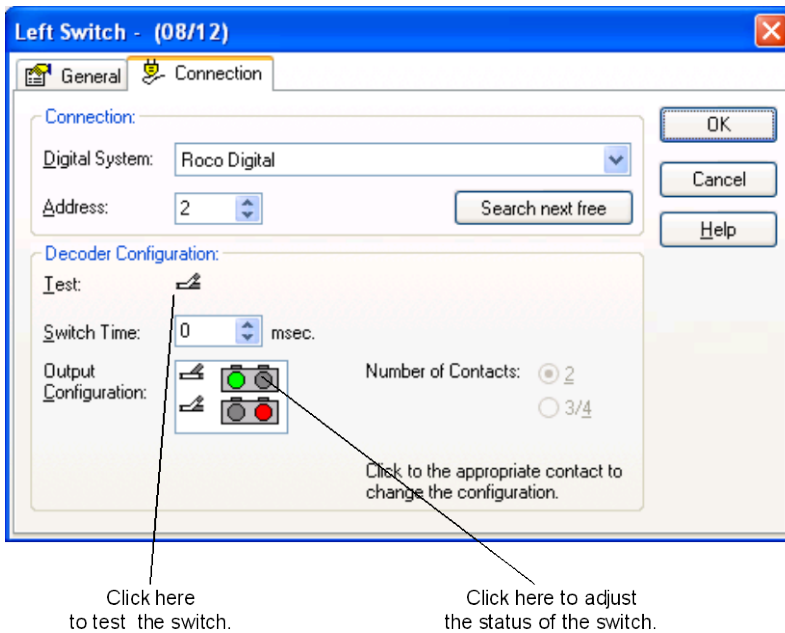 Left Switch - (08/12)
General
Connection
Connection:
Digital System: Roco Digital
Address: 2 Search next free
OK
Cancel
Help
Decoder Configuration:
Test:
Switch Time: 0 msec.
Output
Configuration:
Number of Contacts: 2
3/4
Click to the appropriate contact to
change the configuration.
Click here
to test the switch.
Click here to adjust
the status of the switch.